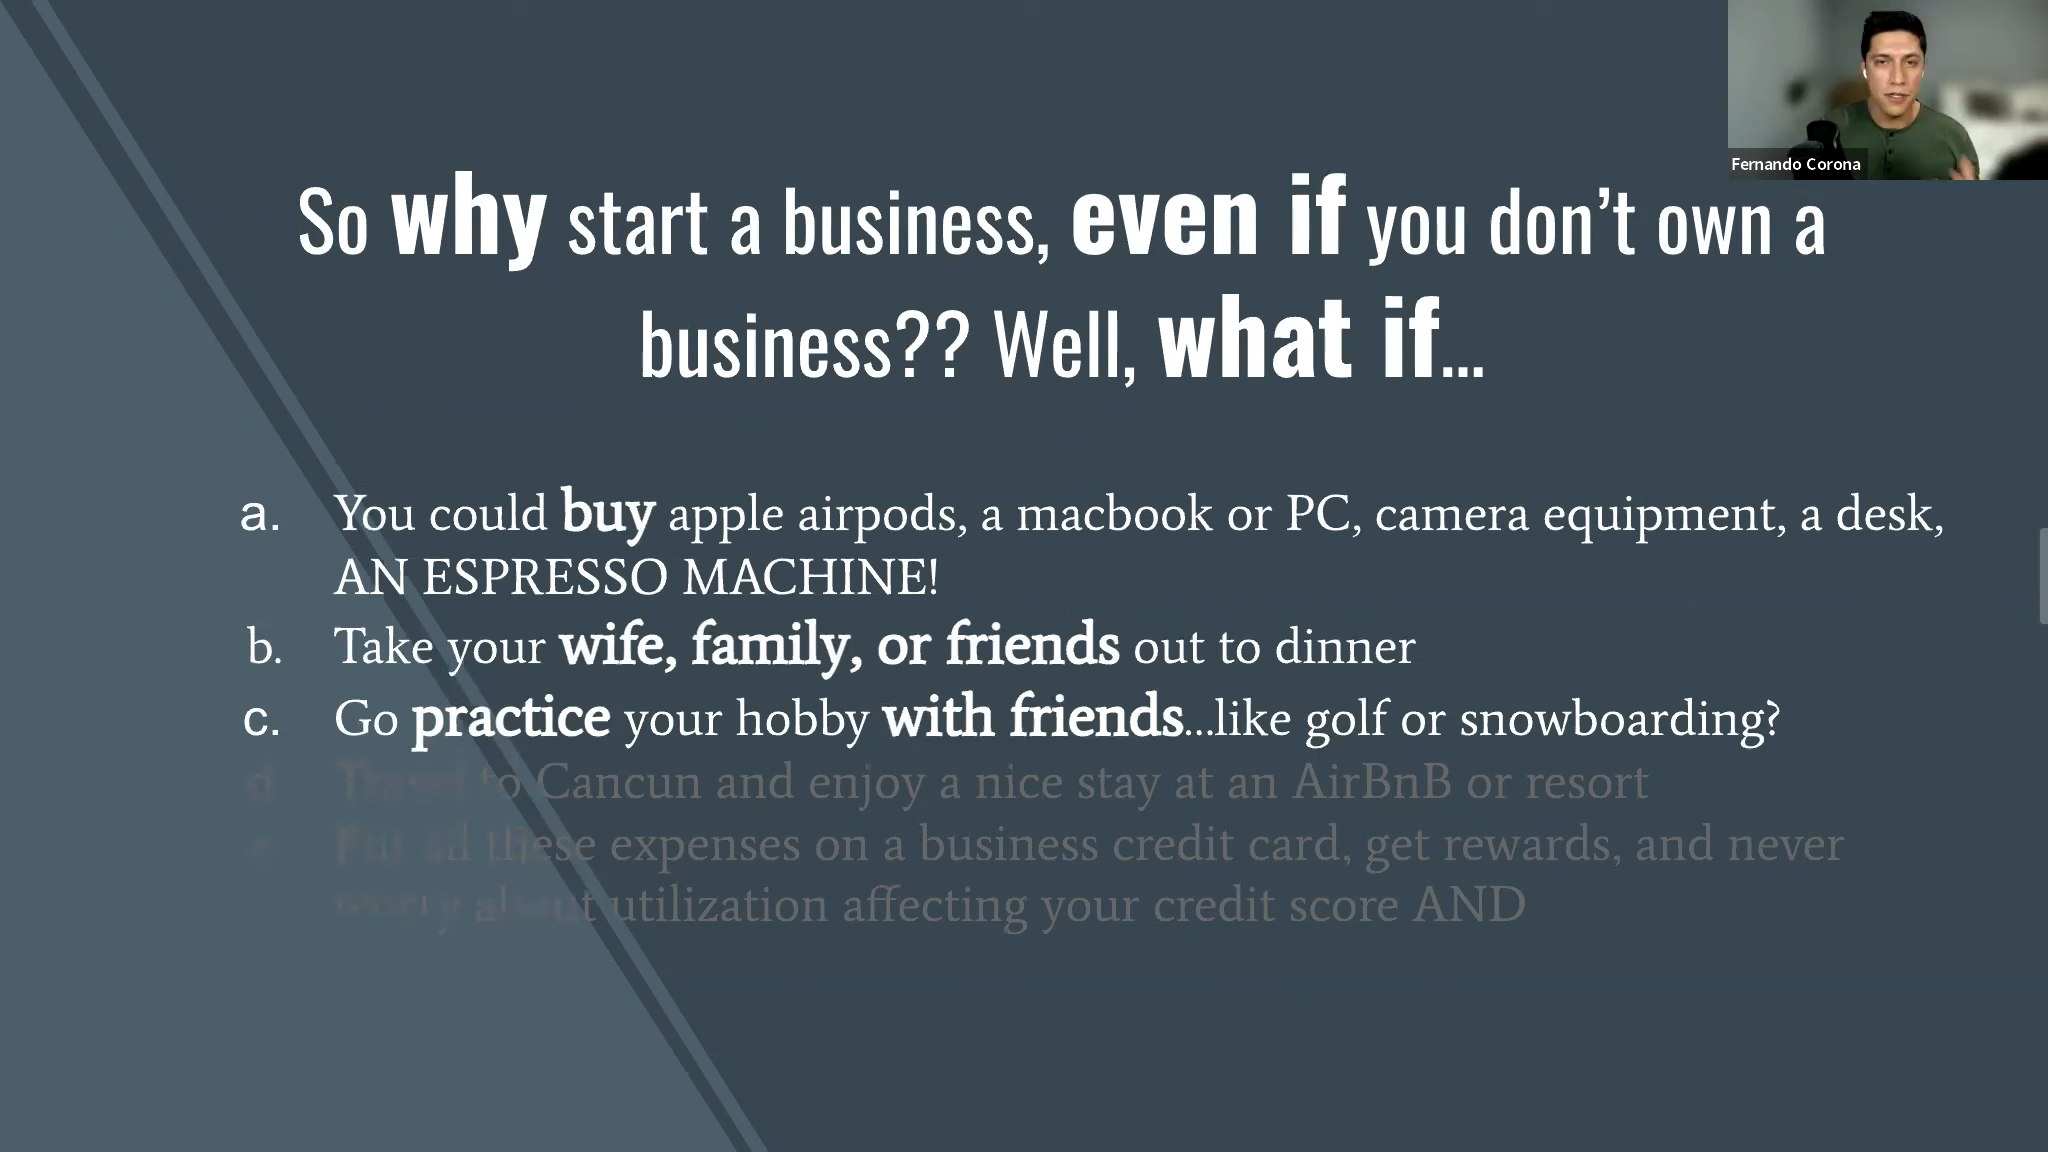 Fernando Corona
So why start a business, even if you don’t own a
business?? Well, what if...
a. You could buy apple airpods, a macbook or PC, camera equipment, a desk,
AN ESPRESSO MACHINE!
b. Take your wife, family, or friends out to dinner
c. Go practice your hobby with friends...like golf or snowboarding?
d. Travel to Cancun and enjoy a nice stay at an AirBnB or resort
e. Put all these expenses on a business credit card, get rewards, and never
worry about utilization affecting your credit score AND